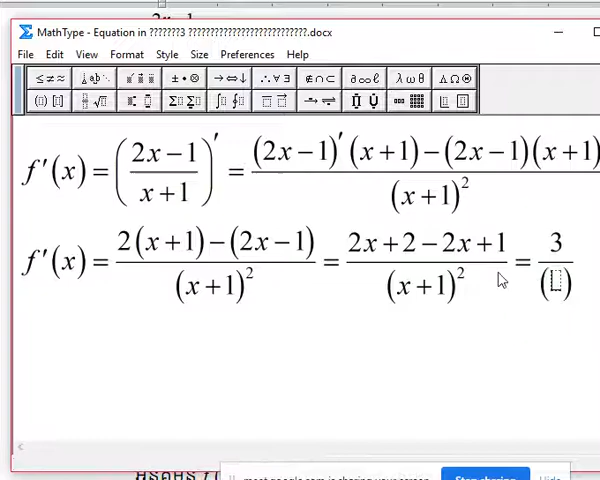 MathType - Equation in ???????3 ???????????????????????????.docx
File Edit View Format Style Size Preferences Help
f'(x) = ((2x−1)/(x+1))' = ((2x−1)'(x+1)−(2x−1)(x+1))/(x+1)²
f'(x) = (2(x+1)−(2x−1))/(x+1)² = (2x+2−2x+1)/(x+1)² = 3/( )
Stop sharing Hide